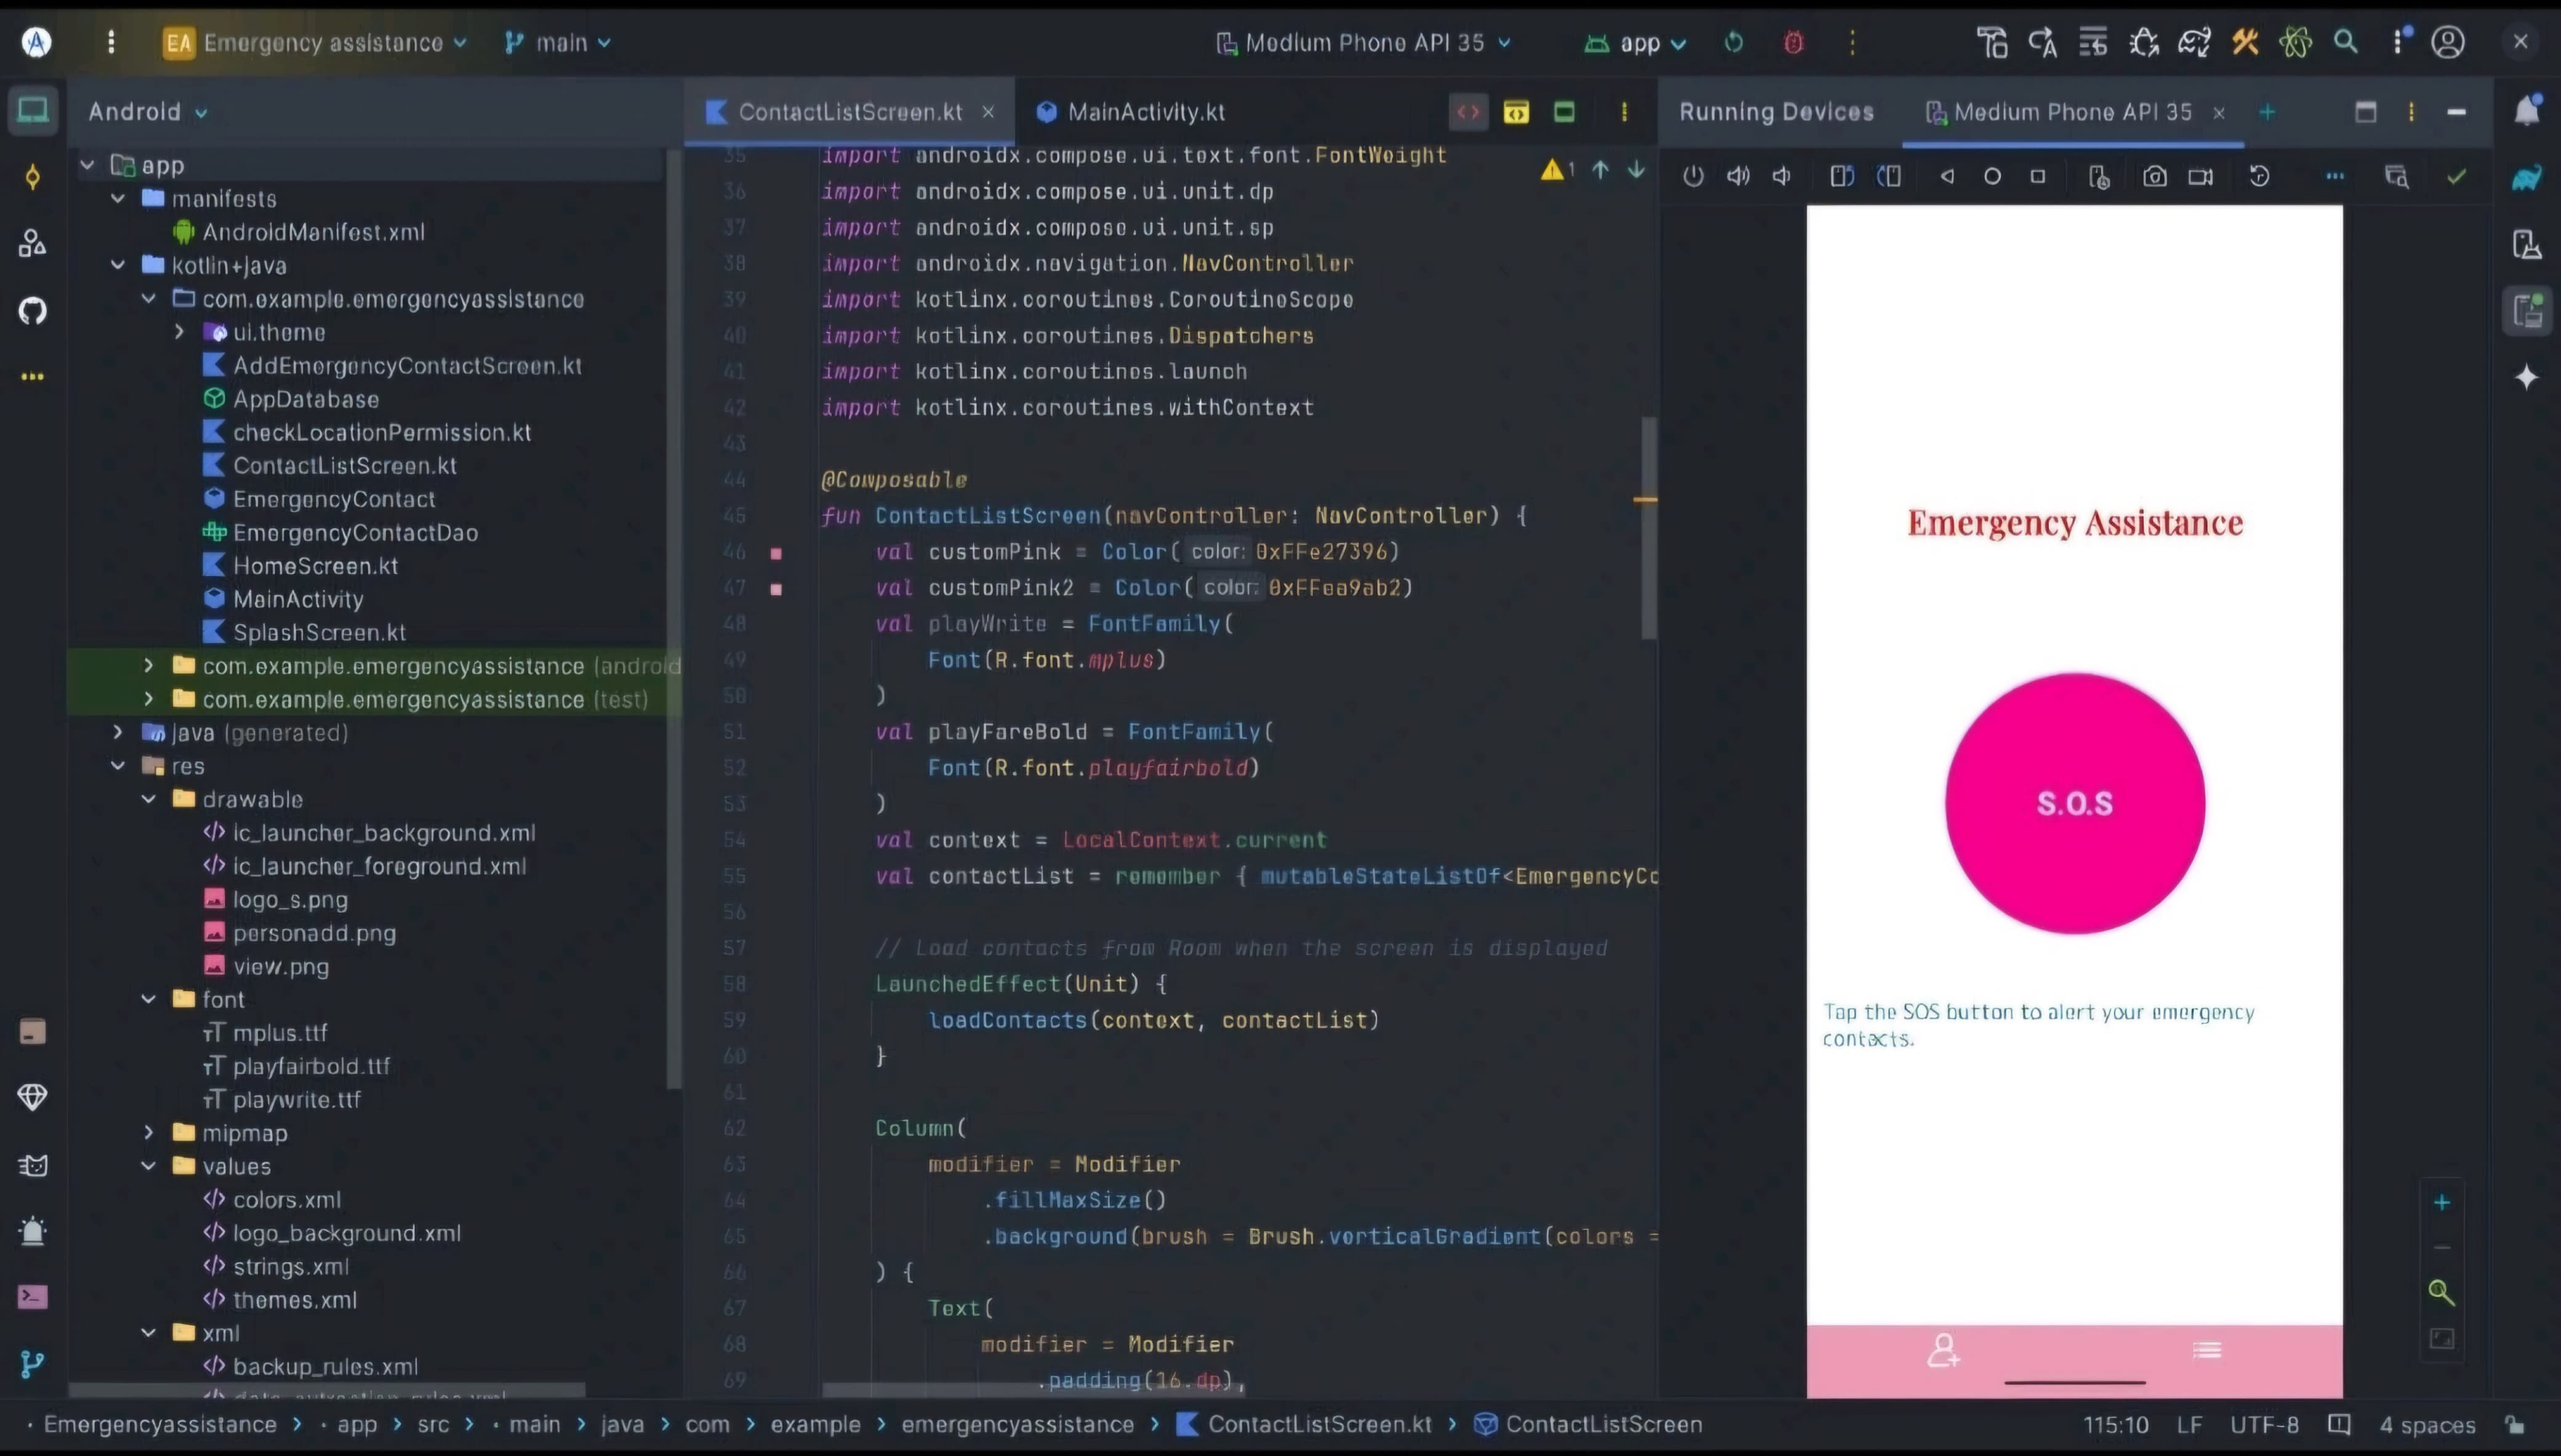 EA Emergency assistance main Medium Phone API 35 app
Android
app
manifests
AndroidManifest.xml
kotlin+java
com.example.emergencyassistance
ui.theme
AddEmergencyContactScreen.kt
AppDatabase
checkLocationPermission.kt
ContactListScreen.kt
EmergencyContact
EmergencyContactDao
HomeScreen.kt
MainActivity
SplashScreen.kt
com.example.emergencyassistance (android
com.example.emergencyassistance (test)
java (generated)
res
drawable
ic_launcher_background.xml
ic_launcher_foreground.xml
logo_s.png
personadd.png
view.png
font
mplus.ttf
playfairbold.ttf
playwrite.ttf
mipmap
values
colors.xml
logo_background.xml
strings.xml
themes.xml
xml
backup_rules.xml
ContactListScreen.kt MainActivity.kt
1
35 import androidx.compose.ui.text.font.FontWeight
36 import androidx.compose.ui.unit.dp
37 import androidx.compose.ui.unit.sp
38 import androidx.navigation.NavController
39 import kotlinx.coroutines.CoroutineScope
40 import kotlinx.coroutines.Dispatchers
41 import kotlinx.coroutines.launch
42 import kotlinx.coroutines.withContext
43
44 @Composable
45 fun ContactListScreen(navController: NavController) {
46 val customPink = Color( color: 0xFFe27396)
47 val customPink2 = Color( color: 0xFFea9ab2)
48 val playWrite = FontFamily(
49 Font(R.font.mplus)
50 )
51 val playFareBold = FontFamily(
52 Font(R.font.playfairbold)
53 )
54 val context = LocalContext.current
55 val contactList = remember { mutableStateListOf<EmergencyCo
56
57 // Load contacts from Room when the screen is displayed
58 LaunchedEffect(Unit) {
59 loadContacts(context, contactList)
60 }
61
62 Column(
63 modifier = Modifier
64 .fillMaxSize()
65 .background(brush = Brush.verticalGradient(colors =
66 ) {
67 Text(
68 modifier = Modifier
69 .padding(16.dp),
Running Devices Medium Phone API 35
Emergency Assistance
S.O.S
Tap the SOS button to alert your emergency
contacts.
Emergencyassistance > app > src > main > java > com > example > emergencyassistance > ContactListScreen.kt > ContactListScreen 115:10 LF UTF-8 4 spaces